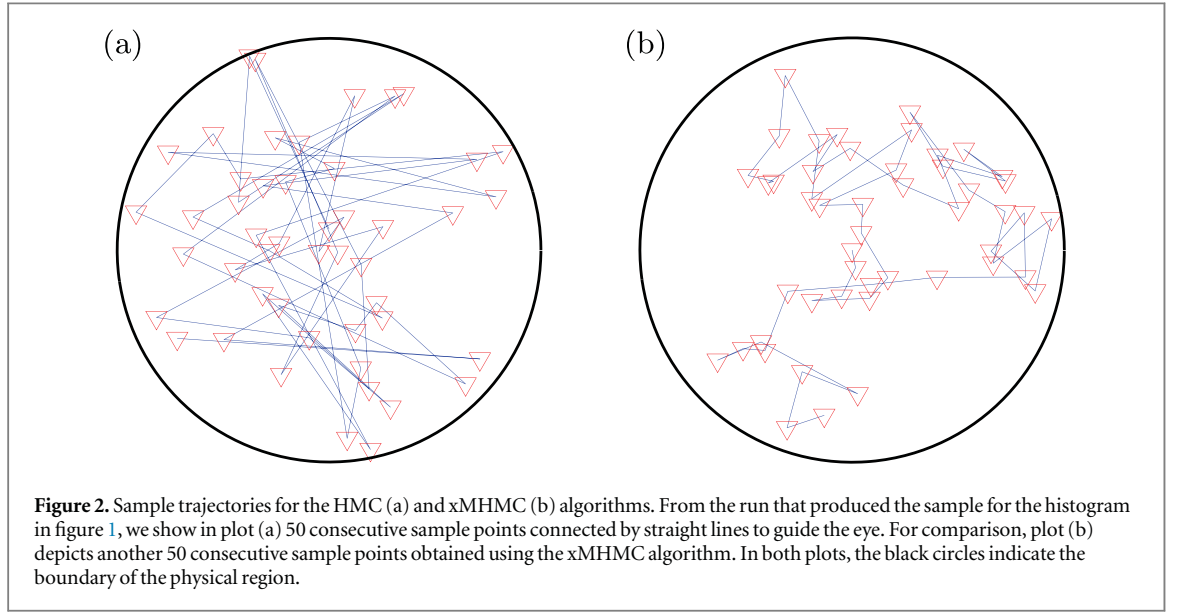 (a)
(b)
Figure 2. Sample trajectories for the HMC (a) and xMHMC (b) algorithms. From the run that produced the sample for the histogram
in figure 1, we show in plot (a) 50 consecutive sample points connected by straight lines to guide the eye. For comparison, plot (b)
depicts another 50 consecutive sample points obtained using the xMHMC algorithm. In both plots, the black circles indicate the
boundary of the physical region.